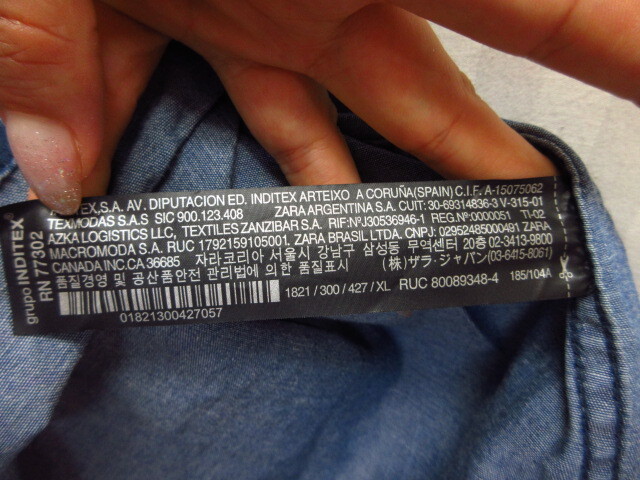 grupo INDITEX
RN 77302
TEX,S.A. AV. DIPUTACION ED. INDITEX ARTEIXO A CORUÑA(SPAIN) C.I.F. A-15075062
TEXMODAS S.A.S SIC 900.123.408 ZARA ARGENTINA S.A. CUIT: 30-69314836-3 V-315-01
AZKA LOGISTICS LLC, TEXTILES ZANZIBAR S.A. RIF:NºJ30536946-1 REG.Nº:0000051 TI-02
MACROMODA S.A. RUC 1792159105001. ZARA BRASIL LTDA. CNPJ: 02952485000491 ZARA
CANADA INC.CA 36685 자라코리아 서울시 강남구 삼성동 무역센터 20층 02-3413-9800
품질경영 및 공산품안전 관리법에 의한 품질표시 (株) ザラ・ジャパン(03-6415-8061)
1821 / 300 / 427 / XL RUC 80089348-4 185/104A
01821300427057